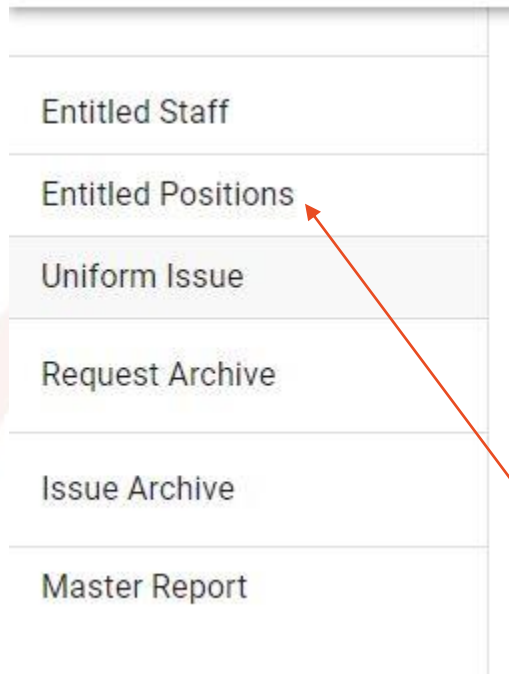 Entitled Staff
Entitled Positions
Uniform Issue
Request Archive
Issue Archive
Master Report